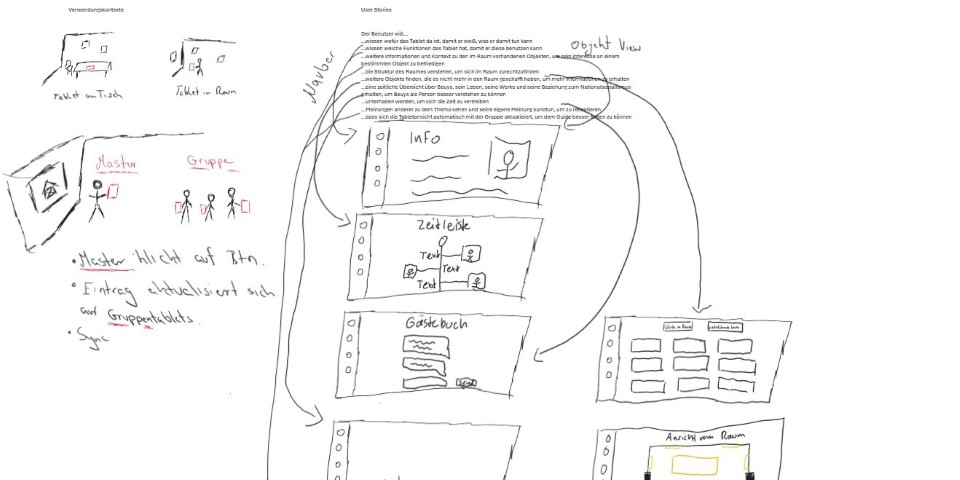 Verwendungskontexte
User Stories
Der Benutzer will...
...wissen wofür das Tablet da ist, damit er weiß, was er damit tun kann
...wissen welche Funktionen das Tablet hat, damit er diese benutzen kann
...weitere Informationen und Kontext zu den im Raum vorhandenen Objekten, um sein Interesse an einem
bestimmten Objekt zu befriedigen
...die Struktur des Raumes verstehen, um sich im Raum zurechtzufinden
...weitere Objekte finden, die es nicht mehr in den Raum geschafft haben, um mehr Informationen zu erhalten
...eine zeitliche Übersicht über Beuys, sein Leben, seine Werke und seine Beziehung zum Nationalsozialismus
erhalten, um Beuys als Person besser verstehen zu können
...unterhalten werden, um sich die Zeit zu vertreiben
...Meinungen anderer zu dem Thema sehen und seine eigene Meinung kundtun, um zu reflektieren
...dass sich die Tabletansicht automatisch mit der Gruppe aktualisiert, um dem Guide besser folgen zu können
Objekt View
Navbar
Tablet am Tisch
Tablet im Raum
Master
Gruppe
• Master klickt auf Btn.
• Eintrag aktualisiert sich
auf Gruppentablets.
• Sync
Info
Zeitleiste
Text
Text
Text
Gästebuch
Ansicht vom Raum